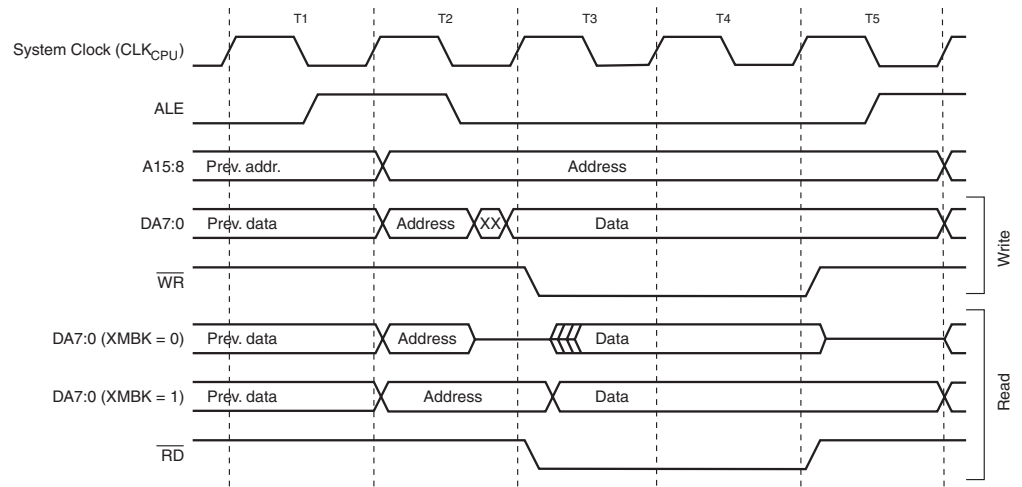 T1 T2 T3 T4 T5
System Clock (CLKCPU)
ALE
A15:8 Prev. addr. Address
DA7:0 Prev. data Address XX Data
WR
Write
DA7:0 (XMBK = 0) Prev. data Address Data
DA7:0 (XMBK = 1) Prev. data Address Data
RD
Read